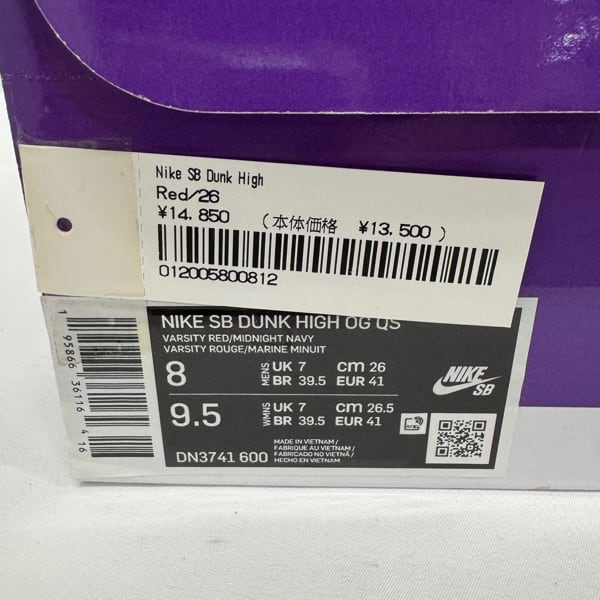 Nike SB Dunk High
Red/26
¥14.850 (本体価格 ¥13.500)
012005800812
NIKE SB DUNK HIGH OG QS
VARSITY RED/MIDNIGHT NAVY
VARSITY ROUGE/MARINE MINUIT
8 MENS UK 7 cm 26
BR 39.5 EUR 41
9.5 WMNS UK 7 cm 26.5
BR 39.5 EUR 41
NIKE SB
DN3741 600
MADE IN VIETNAM /
FABRIQUE AU VIETNAM /
FABRICADO NO VIETNÃ /
HECHO EN VIETNAM
1 95866 36116 4 16